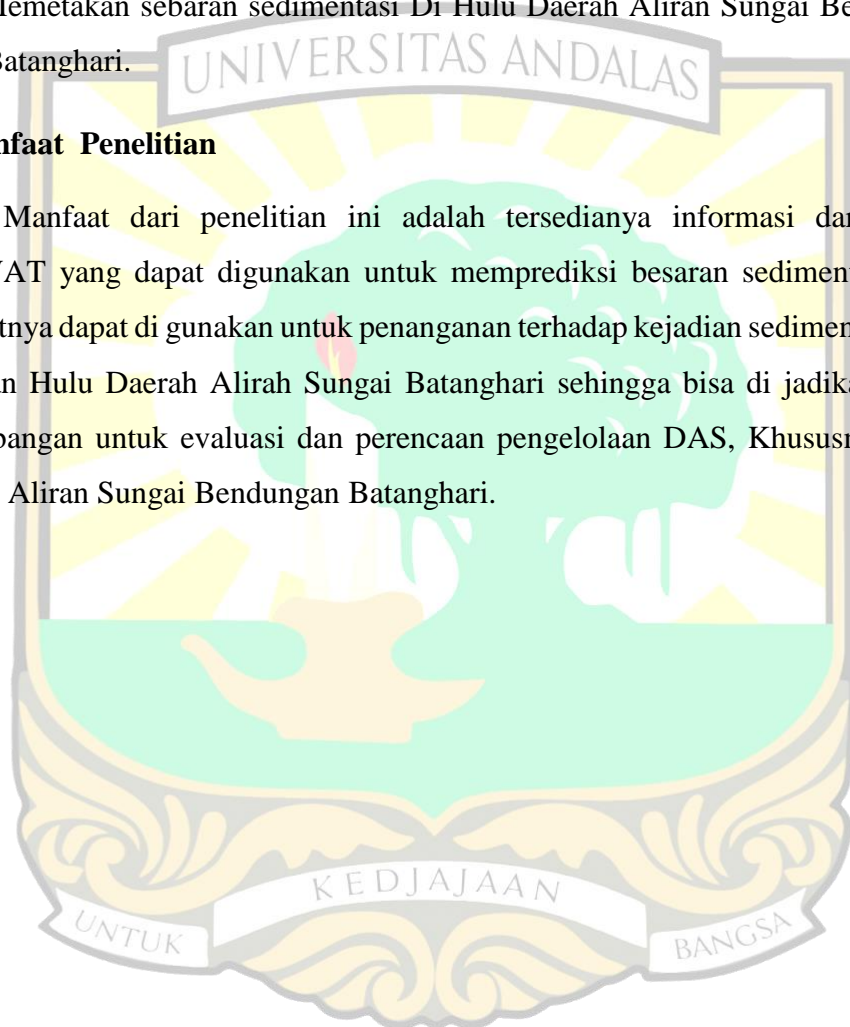 Memetakan sebaran sedimentasi Di Hulu Daerah Aliran Sungai Be
Batanghari.
UNIVERSITAS ANDALAS
nfaat Penelitian
Manfaat dari penelitian ini adalah tersedianya informasi dar
VAT yang dapat digunakan untuk memprediksi besaran sediment
tnya dapat di gunakan untuk penanganan terhadap kejadian sedimen
an Hulu Daerah Alirah Sungai Batanghari sehingga bisa di jadika
bangan untuk evaluasi dan perencaan pengelolaan DAS, Khususn
Aliran Sungai Bendungan Batanghari.
UNTUK KEDJAJAAN BANGSA